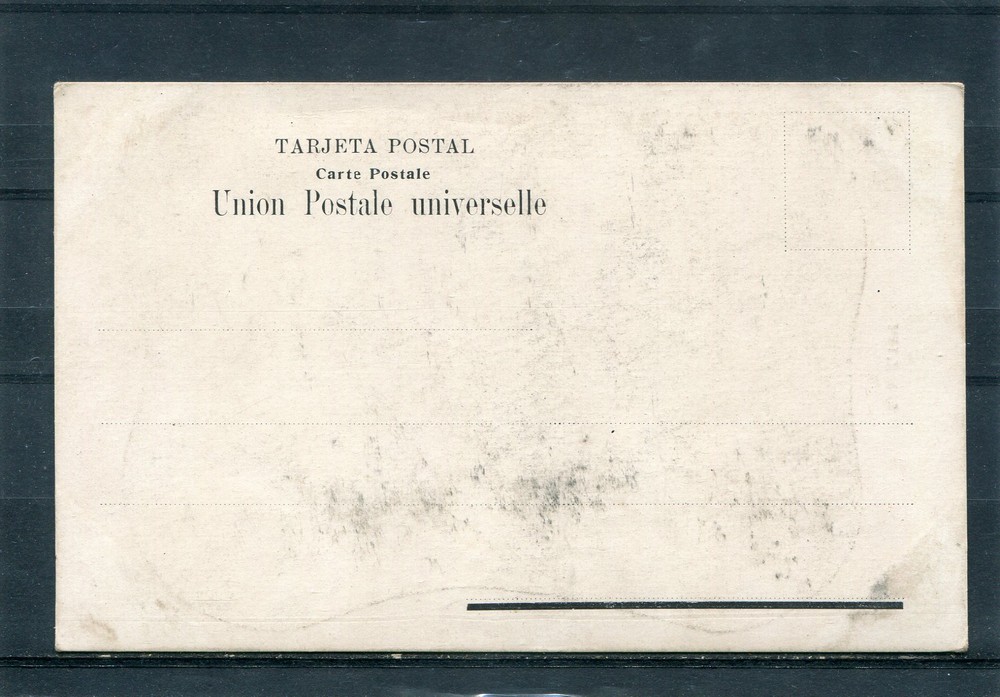 TARJETA POSTAL
Carte Postale
Union Postale universelle